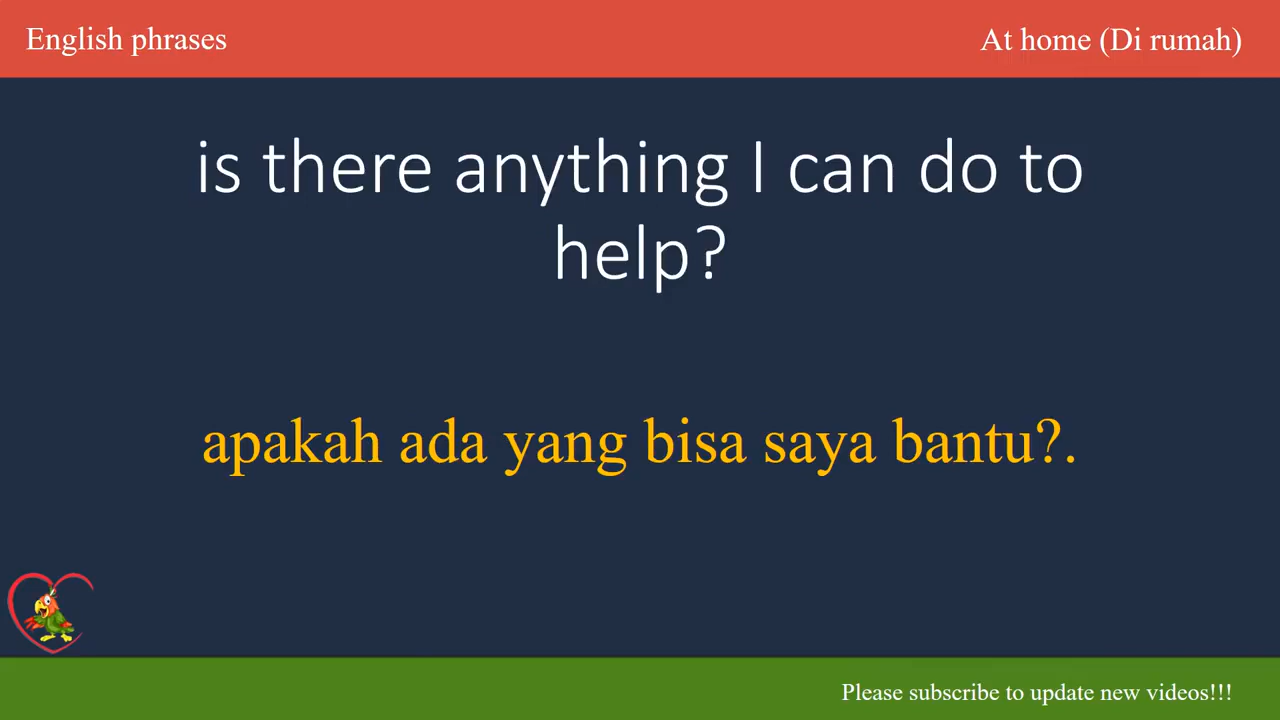 English phrases
At home (Di rumah)
is there anything I can do to
help?
apakah ada yang bisa saya bantu?.
Please subscribe to update new videos!!!